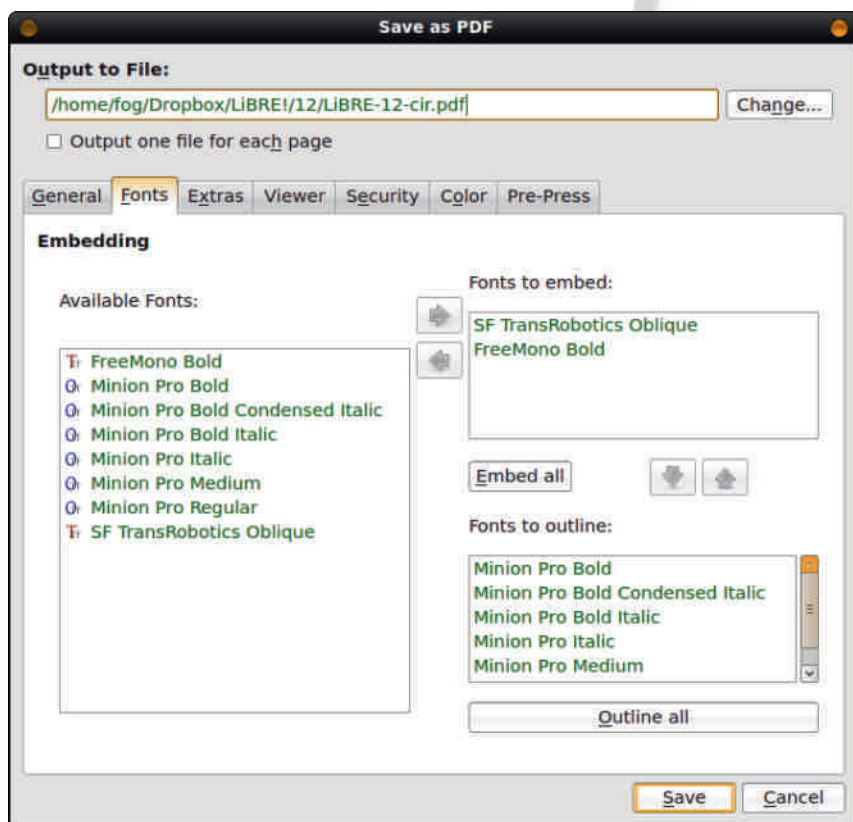 Save as PDF
Output to File:
/home/fog/Dropbox/LiBRE!/12/LiBRE-12-cir.pdf
Change...
Output one file for each page
General Fonts Extras Viewer Security Color Pre-Press
Embedding
Available Fonts:
FreeMono Bold
Minion Pro Bold
Minion Pro Bold Condensed Italic
Minion Pro Bold Italic
Minion Pro Italic
Minion Pro Medium
Minion Pro Regular
SF TransRobotics Oblique
Fonts to embed:
SF TransRobotics Oblique
FreeMono Bold
Embed all
Fonts to outline:
Minion Pro Bold
Minion Pro Bold Condensed Italic
Minion Pro Bold Italic
Minion Pro Italic
Minion Pro Medium
Outline all
Save
Cancel